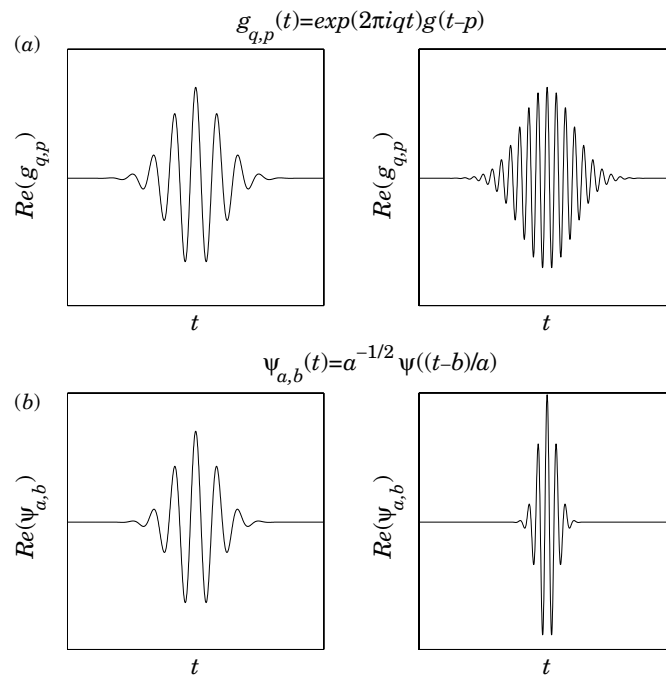 g_{q,p}(t)=exp(2πiqt)g(t–p)
(a)
Re(g_{q,p})
Re(g_{q,p})
t
t
ψ_{a,b}(t)=a^{–1/2} ψ((t–b)/a)
(b)
Re(ψ_{a,b})
Re(ψ_{a,b})
t
t